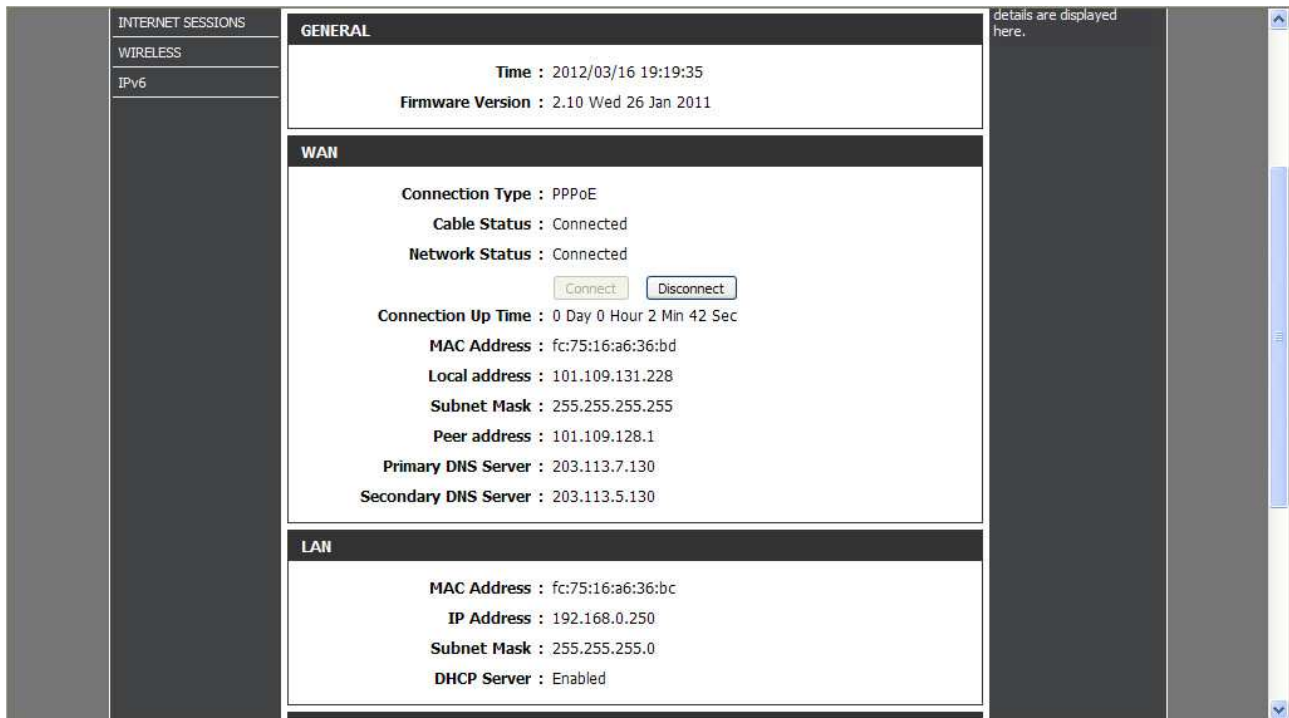 INTERNET SESSIONS
WIRELESS
IPv6
GENERAL
Time : 2012/03/16 19:19:35
Firmware Version : 2.10 Wed 26 Jan 2011
WAN
Connection Type : PPPoE
Cable Status : Connected
Network Status : Connected
Connect Disconnect
Connection Up Time : 0 Day 0 Hour 2 Min 42 Sec
MAC Address : fc:75:16:a6:36:bd
Local address : 101.109.131.228
Subnet Mask : 255.255.255.255
Peer address : 101.109.128.1
Primary DNS Server : 203.113.7.130
Secondary DNS Server : 203.113.5.130
LAN
MAC Address : fc:75:16:a6:36:bc
IP Address : 192.168.0.250
Subnet Mask : 255.255.255.0
DHCP Server : Enabled
details are displayed
here.